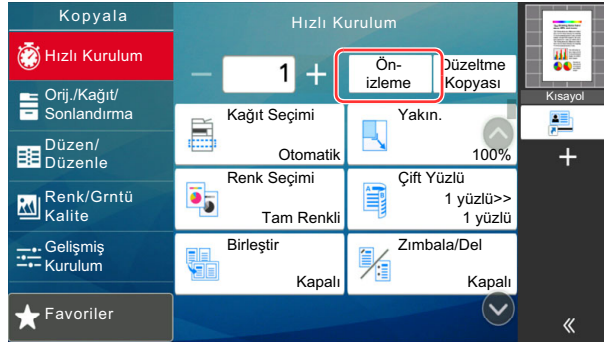 Kopyala
Hızlı Kurulum
Orij./Kağıt/
Sonlandırma
Düzen/
Düzenle
Renk/Grntü
Kalite
Gelişmiş
Kurulum
Favoriler
Hızlı Kurulum
1
Ön-
izleme
Düzeltme
Kopyası
Kağıt Seçimi
Otomatik
Yakın.
100%
Renk Seçimi
Tam Renkli
Çift Yüzlü
1 yüzlü>>
1 yüzlü
Birleştir
Kapalı
Zımbala/Del
Kapalı
Kısayol